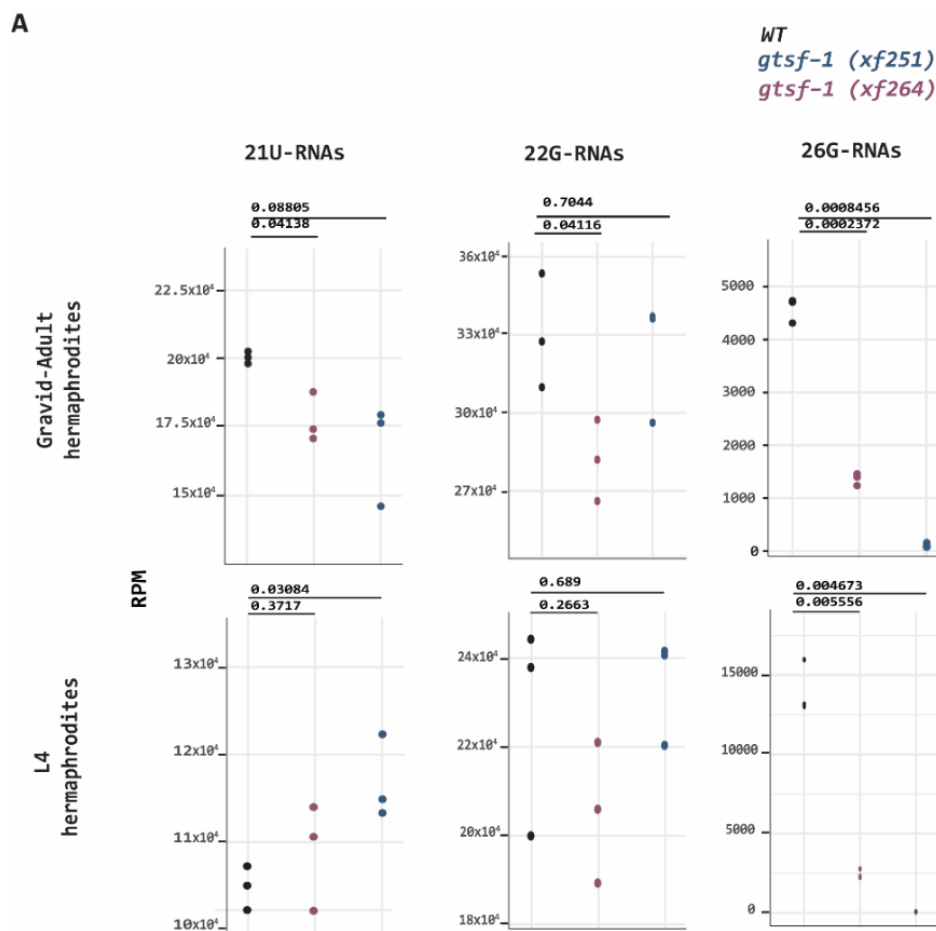 A
WT
gtsf-1 (xf251)
gtsf-1 (xf264)
21U-RNAs
22G-RNAs
26G-RNAs
Gravid-Adult
hermaphrodites
0.08805
0.04138
22.5x10⁴
20x10⁴
17.5x10⁴
15x10⁴
0.7044
0.04116
36x10⁴
33x10⁴
30x10⁴
27x10⁴
0.0008456
0.0002372
5000
4000
3000
2000
1000
0
RPM
L4
hermaphrodites
0.03084
0.3717
13x10⁴
12x10⁴
11x10⁴
10x10⁴
0.689
0.2663
24x10⁴
22x10⁴
20x10⁴
18x10⁴
0.004673
0.005556
15000
10000
5000
0